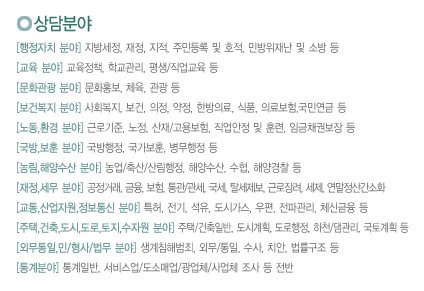 상담분야
[행정자치 분야] 지방세정, 재정, 지적, 주민등록 및 호적, 민방위재난 및 소방 등
[교육 분야] 교육정책, 학교관리, 평생/직업교육 등
[문화관광 분야] 문화홍보, 체육, 관광 등
[보건복지 분야] 사회복지, 보건, 의정, 약정, 한방의료, 식품, 의료보험,국민연금 등
[노동,환경 분야] 근로기준, 노정, 산재/고용보험, 직업안정 및 훈련, 임금채권보장 등
[국방,보훈 분야] 국방행정, 국가보훈, 병무행정 등
[농림,해양수산 분야] 농업/축산/산림행정, 해양수산, 수협, 해양경찰 등
[재정,세무 분야] 공정거래, 금융, 보험, 통관/관세, 국세, 탈세제보, 근로장려, 세제, 연말정산간소화
[교통,산업자원,정보통신 분야] 특허, 전기, 석유, 도시가스, 우편, 전파관리, 체신금융 등
[주택,건축,도시,도로,토지,수자원 분야] 주택/건축일반, 도시계획, 도로행정, 하천/댐관리, 국토계획 등
[외무통일,민/형사/법무 분야] 생계침해범죄, 외무/통일, 수사, 치안, 법률구조 등
[통계분야] 통계일반, 서비스업/도소매업/광업체/사업체 조사 등 전반